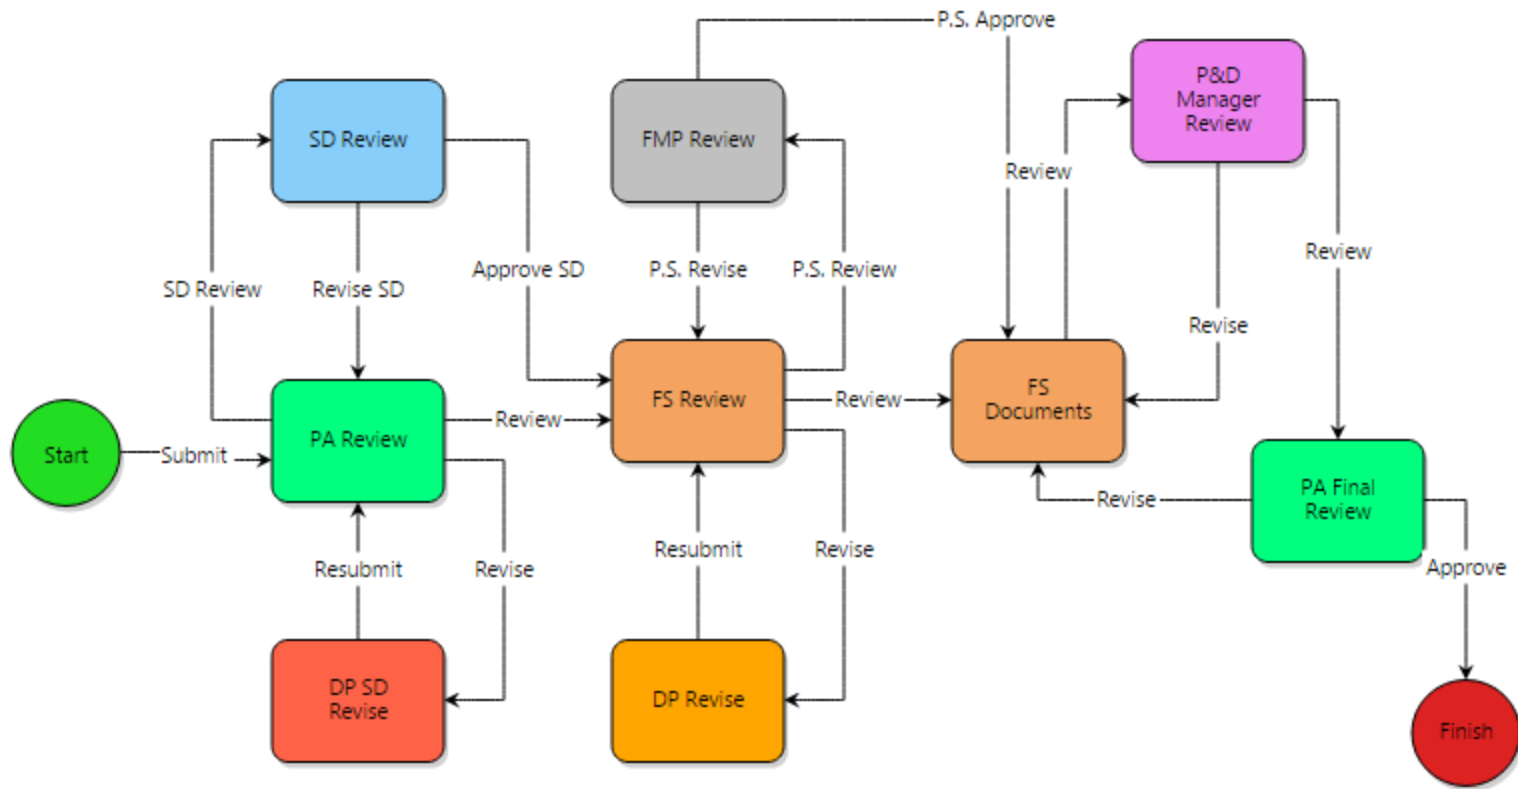 P.S. Approve
P&D
Manager
Review
SD Review
FMP Review
Review
Review
Approve SD
P.S. Revise
P.S. Review
SD Review
Revise SD
Revise
FS Review
Review
FS
Documents
Review
PA Review
Start
Submit
PA Final
Review
Revise
Resubmit
Revise
Resubmit
Revise
Approve
DP SD
Revise
DP Revise
Finish